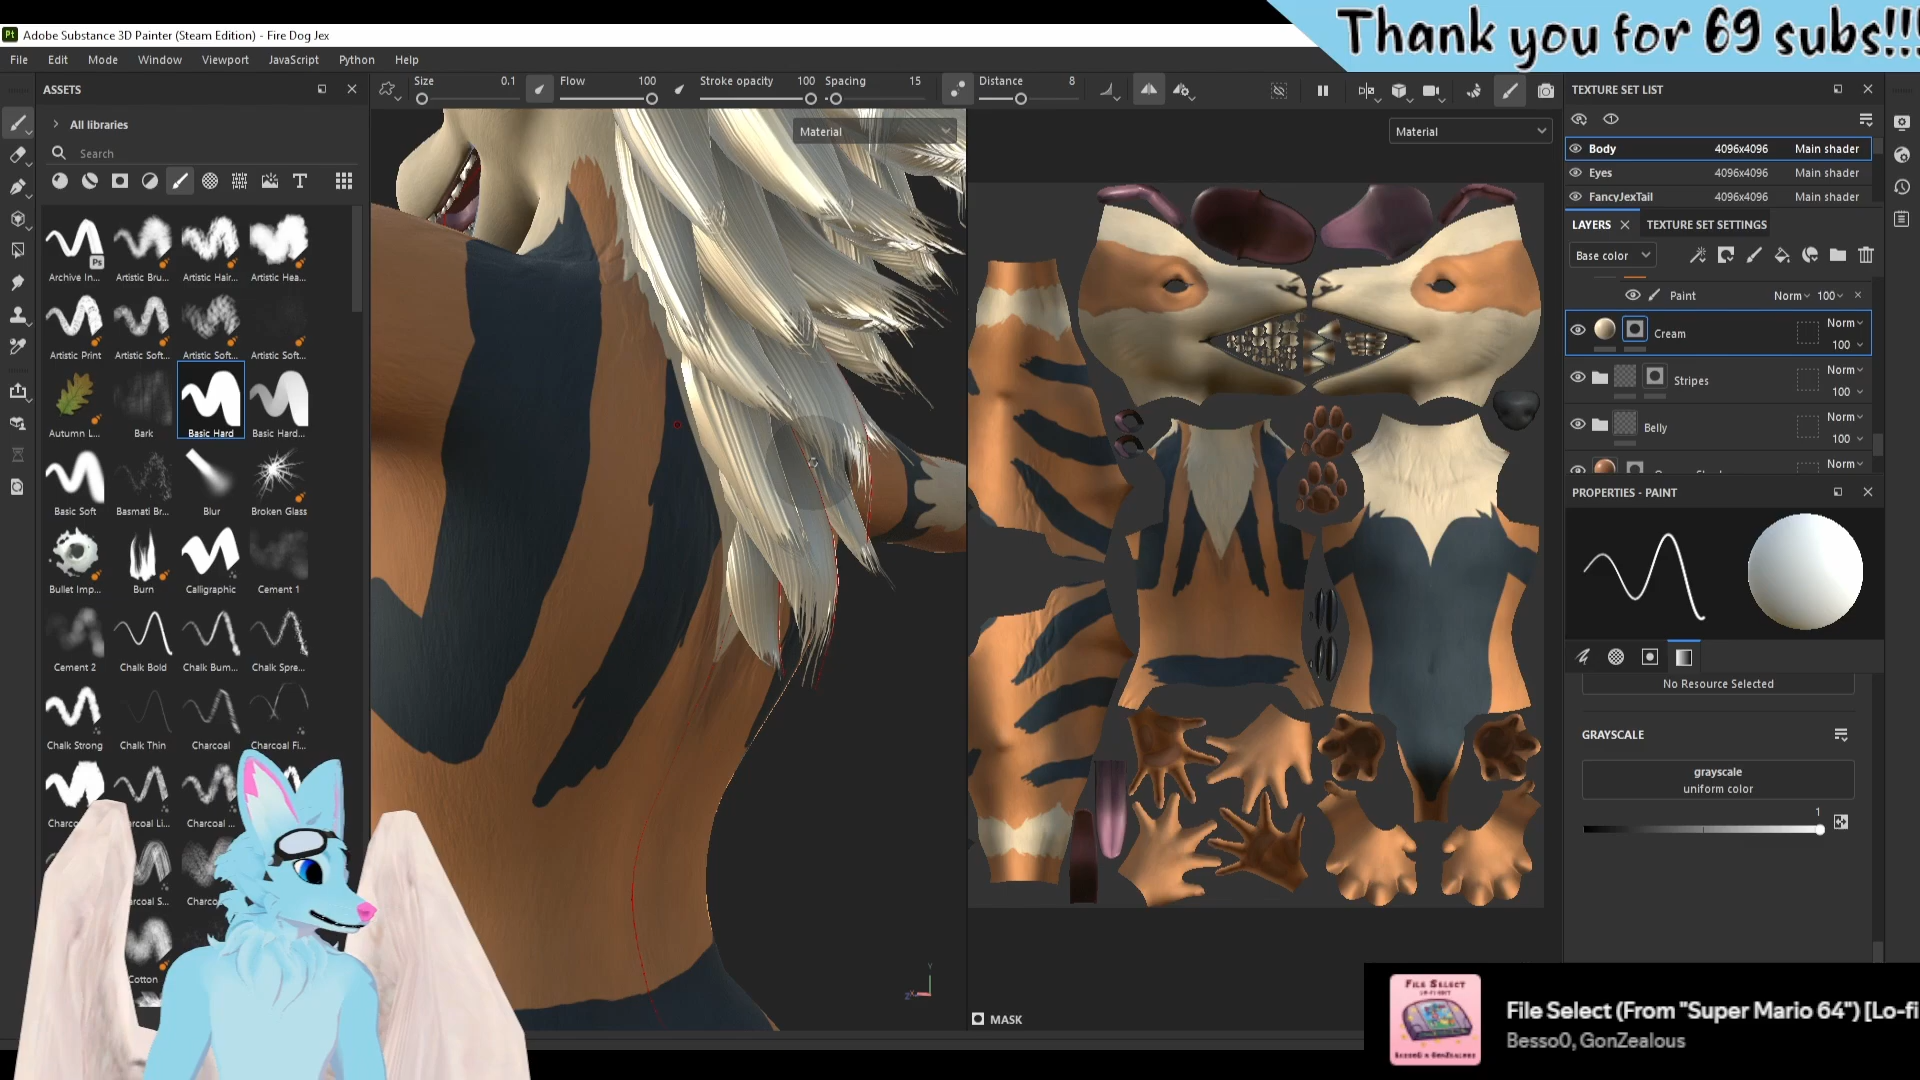 Thank you for 69 subs!!!
Adobe Substance 3D Painter (Steam Edition) - Fire Dog Jex
File Edit Mode Window Viewport JavaScript Python Help
ASSETS
Size 0.1 Flow 100 Stroke opacity 100 Spacing 15 Distance 8
All libraries
Search
Archive In... Artistic Bru... Artistic Hair... Artistic Hea...
Artistic Print Artistic Soft... Artistic Soft... Artistic Soft...
Autumn L... Bark Basic Hard Basic Hard...
Basic Soft Basmati Br... Blur Broken Glass
Bullet Imp... Burn Calligraphic Cement 1
Cement 2 Chalk Bold Chalk Bum... Chalk Spre...
Chalk Strong Chalk Thin Charcoal Charcoal Fi...
Cotton
Material
Material
MASK
TEXTURE SET LIST
Body 4096x4096 Main shader
Eyes 4096x4096 Main shader
FancyJexTail 4096x4096 Main shader
LAYERS TEXTURE SET SETTINGS
Base color
Paint Norm 100
Cream Norm 100
Stripes Norm 100
Belly Norm 100
Norm
PROPERTIES - PAINT
No Resource Selected
GRAYSCALE
grayscale
uniform color
1
FILE SELECT
File Select (From "Super Mario 64") [Lo-fi
Besso0, GonZealous